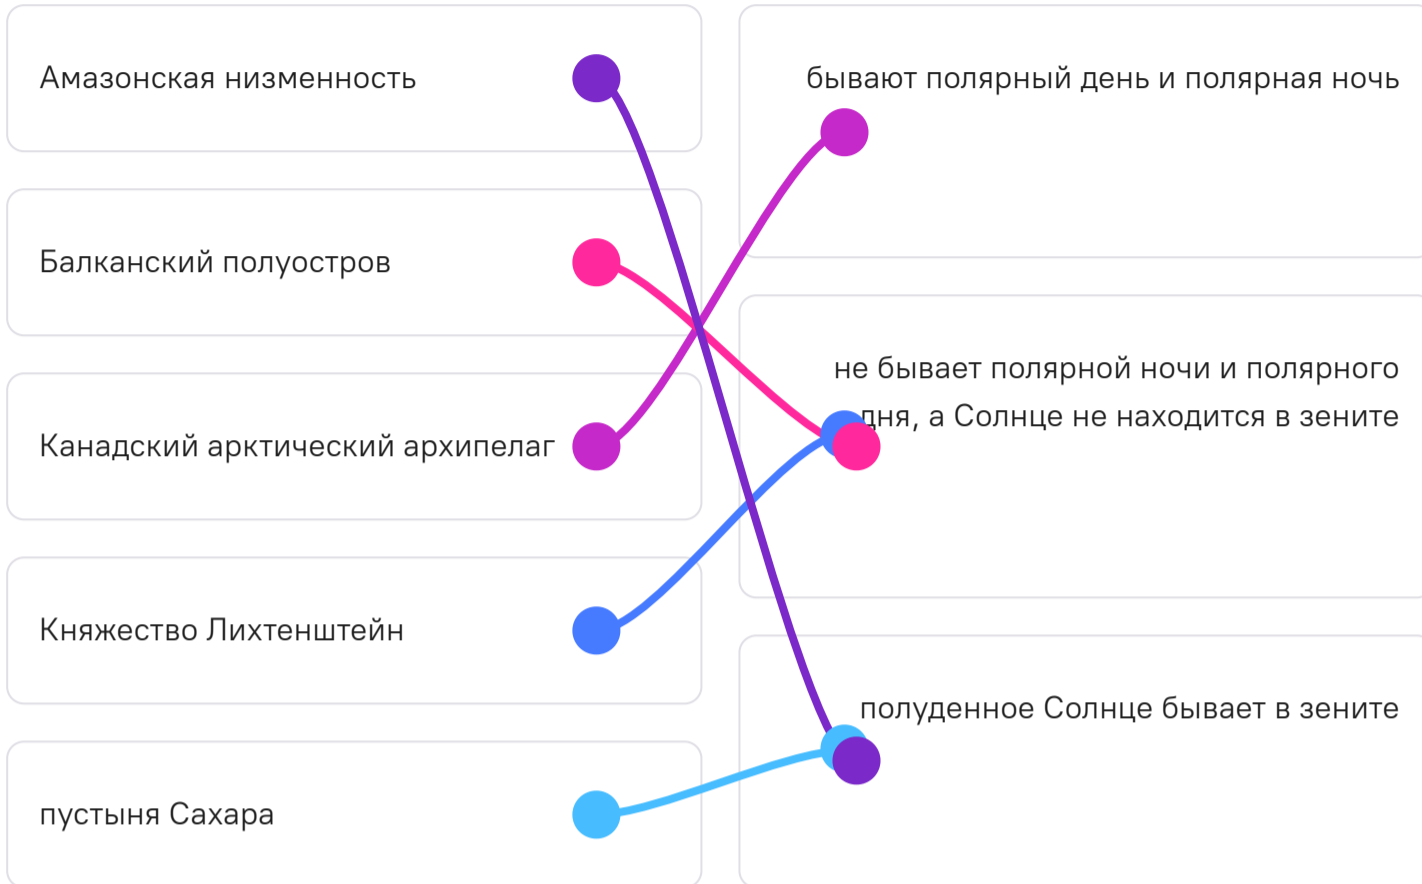 Амазонская низменность
Балканский полуостров
Канадский арктический архипелаг
Княжество Лихтенштейн
пустыня Сахара
бывают полярный день и полярная ночь
не бывает полярной ночи и полярного
дня, а Солнце не находится в зените
полуденное Солнце бывает в зените